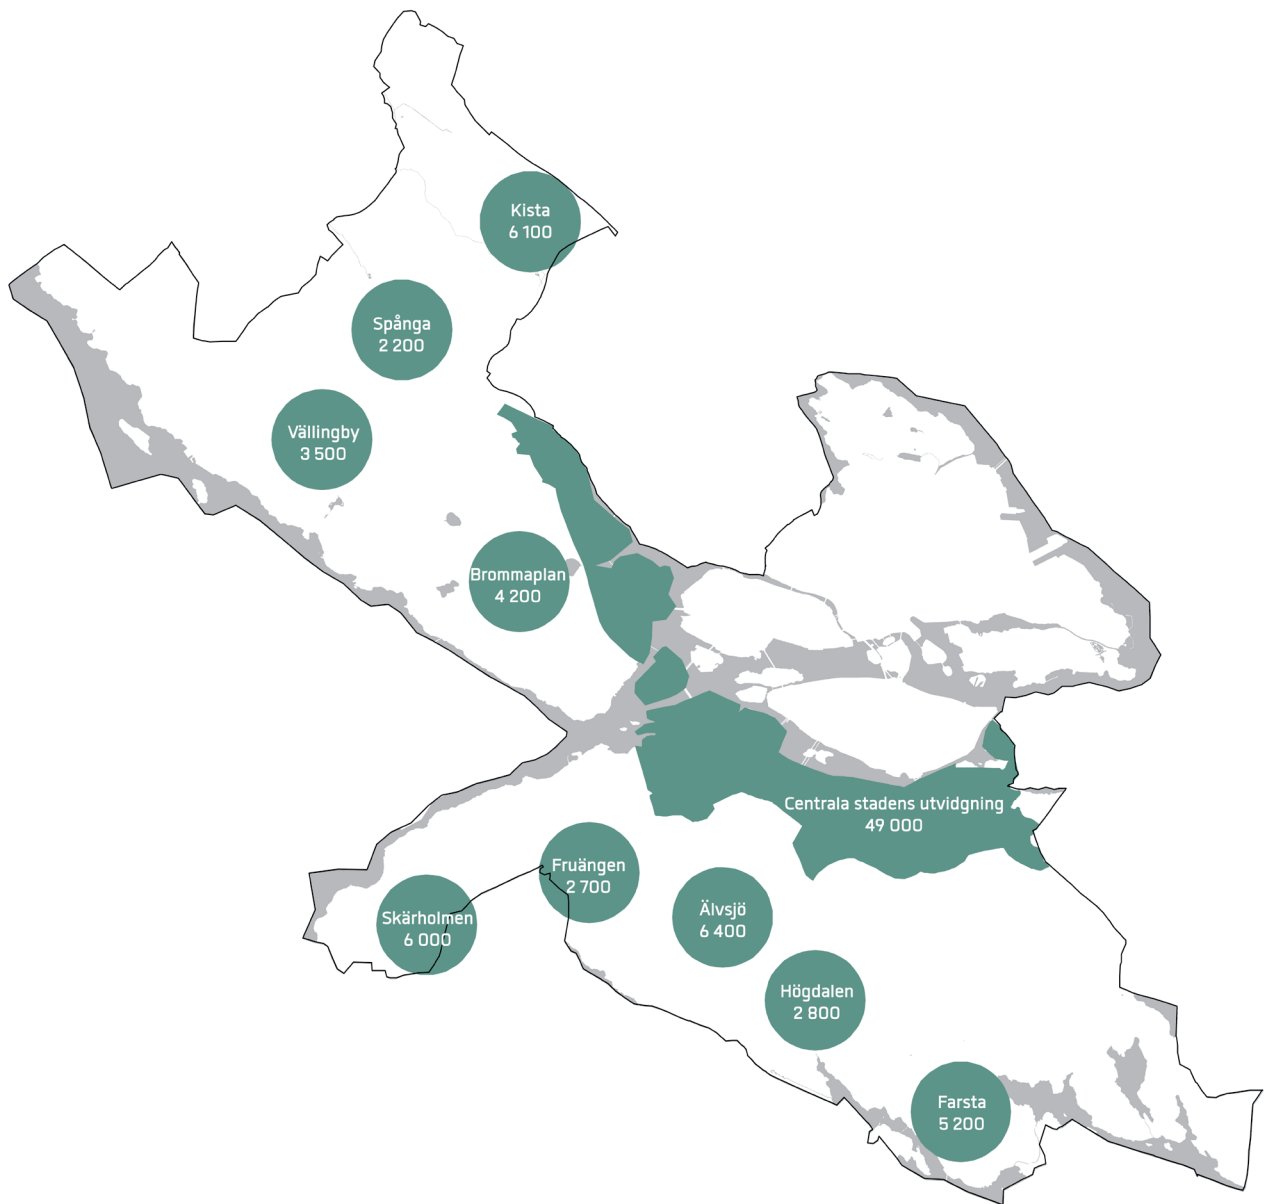 Kista
6 100
Spånga
2 200
Vällingby
3 500
Brommaplan
4 200
Centrala stadens utvidgning
49 000
Fruängen
2 700
Skärholmen
6 000
Älvsjö
6 400
Högdalen
2 800
Farsta
5 200